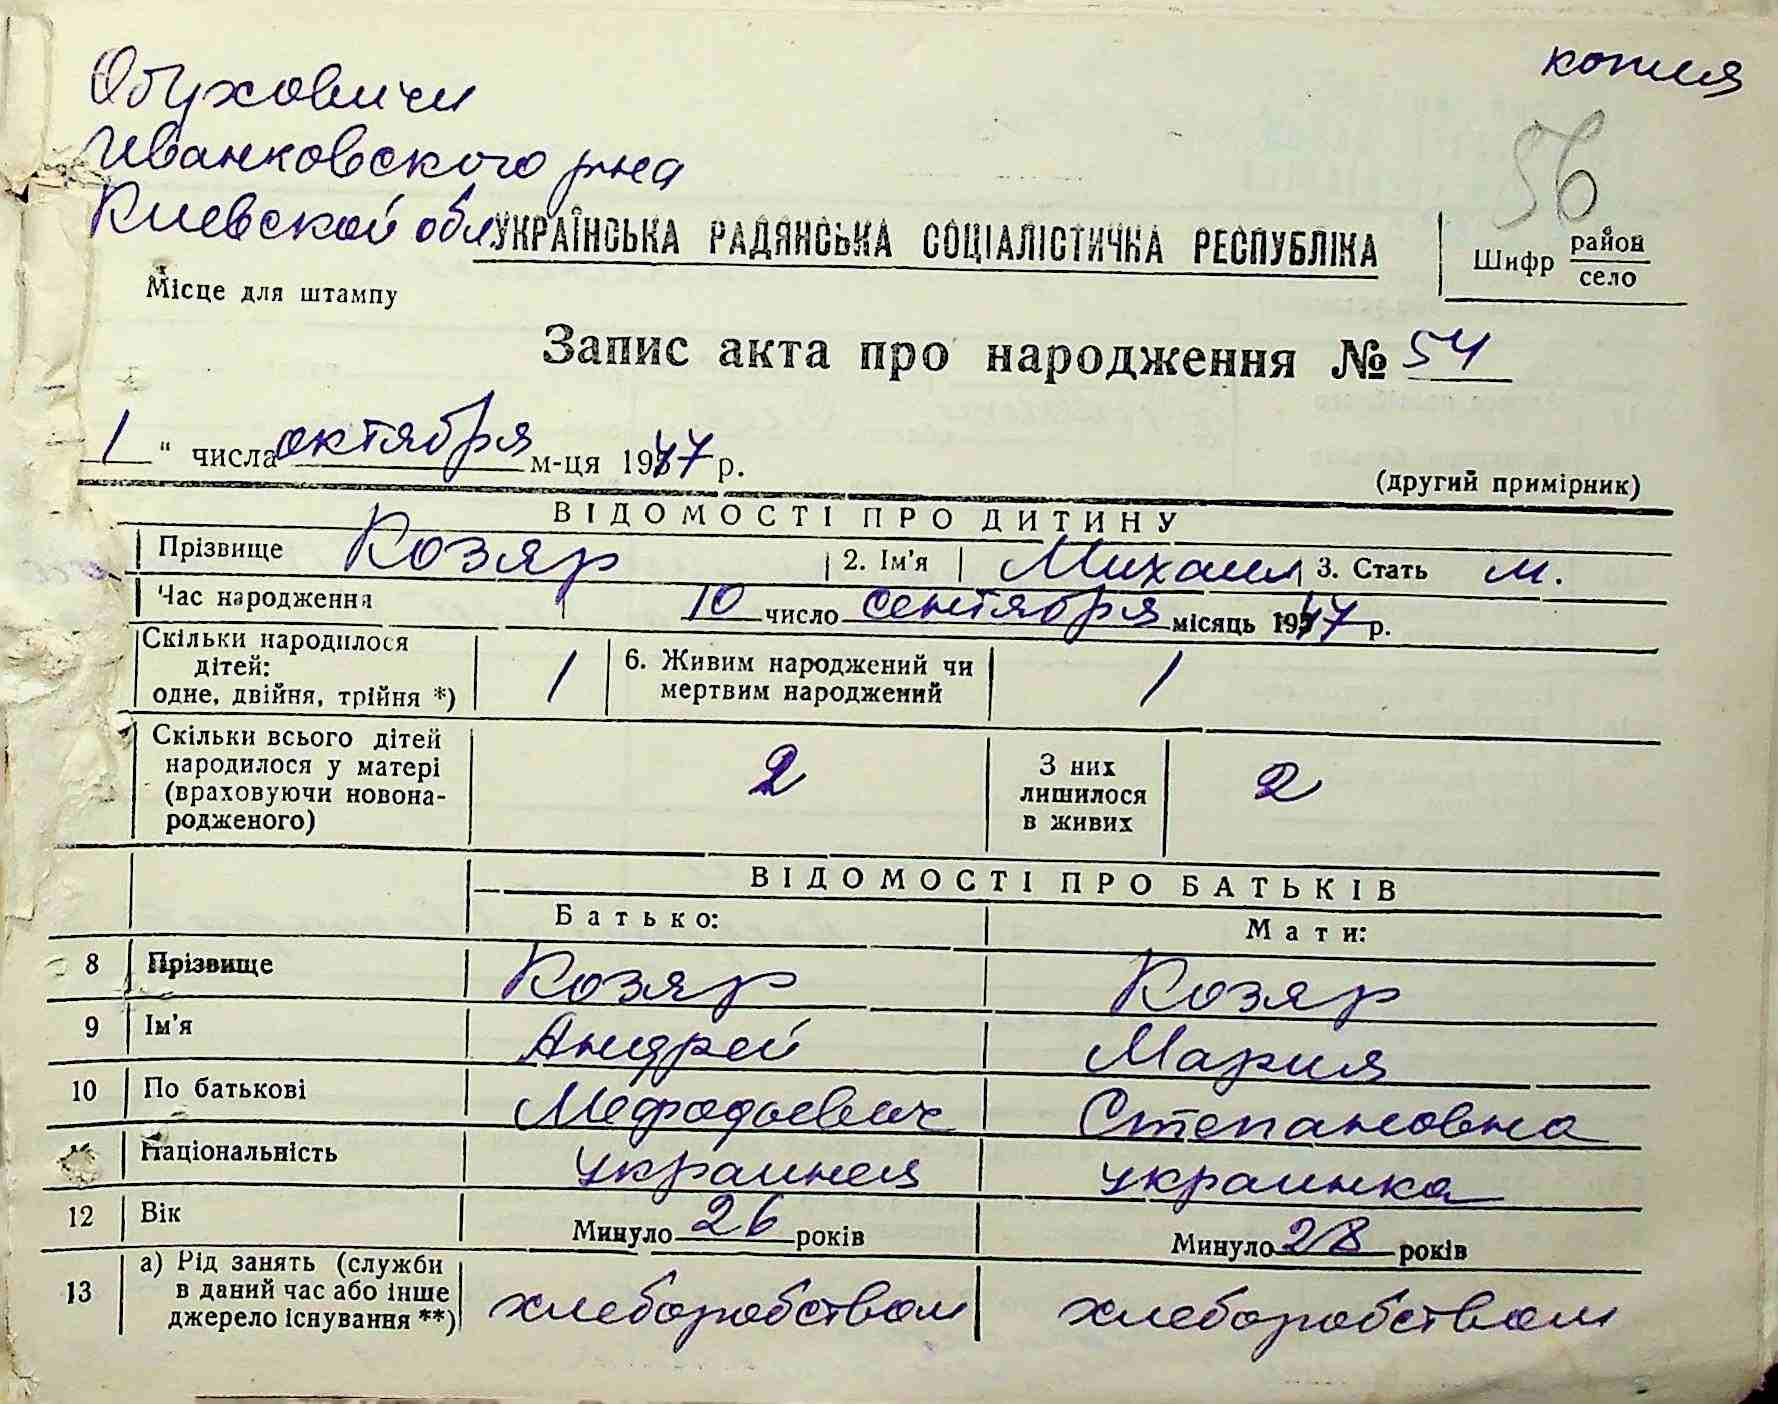 копия
Обуховичи
Иванковского р-на
Киевской обл
56
УКРАЇНСЬКА РАДЯНСЬКА СОЦІАЛІСТИЧНА РЕСПУБЛІКА
Шифр район село
Місце для штампу
Запис акта про народження № 54
1 " числа октября м-ця 1947 р.
(другий примірник)
ВІДОМОСТІ ПРО ДИТИНУ
Прізвище Козяр 2. Ім'я Михаил 3. Стать м.
Час народження 10 число сентября місяць 1947 р.
Скільки народилося дітей: одне, двійня, трійня *) 1 6. Живим народжений чи мертвим народжений 1
Скільки всього дітей народилося у матері (враховуючи новона-родженого) 2 З них лишилося в живих 2
ВІДОМОСТІ ПРО БАТЬКІВ
Батько: Мати:
8 Прізвище Козяр Козяр
9 Ім'я Андрей Мария
10 По батькові Мефодьевич Степановна
Національність украинец украинка
12 Вік Минуло 26 років Минуло 28 років
13 а) Рід занять (служби в даний час або інше джерело існування **) хлеборобством хлеборобством